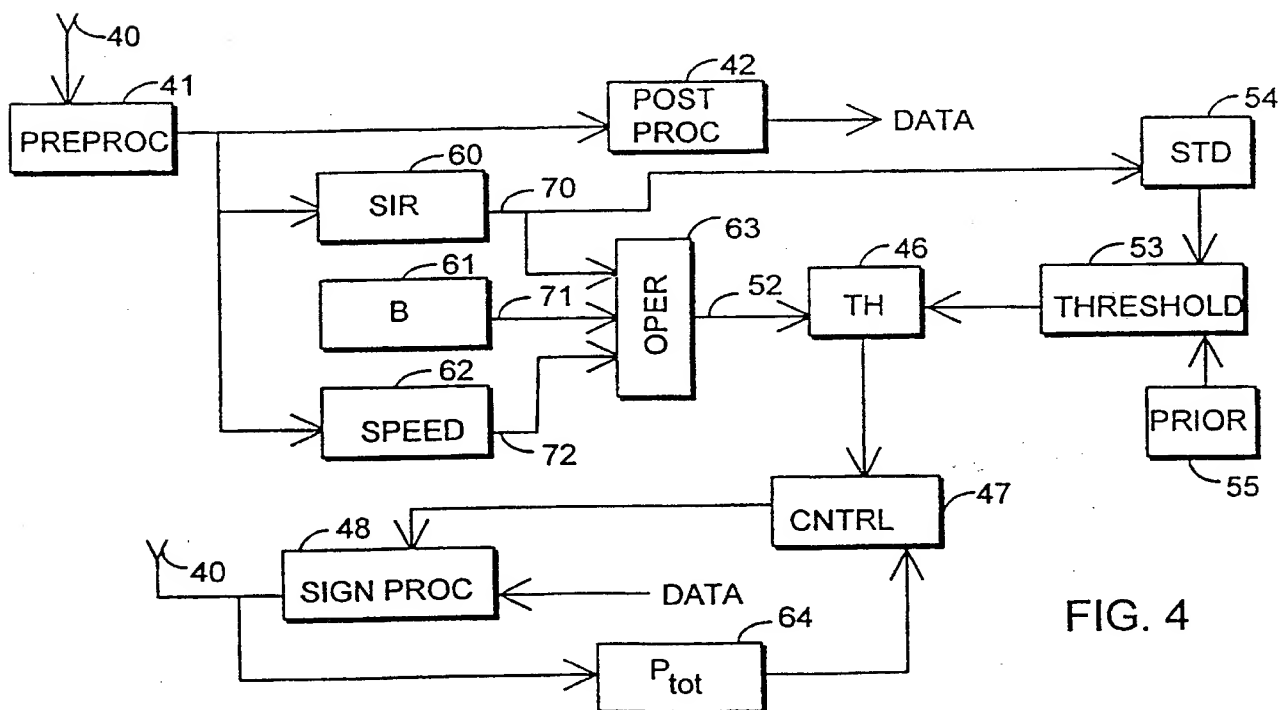 40
41
PREPROC
42
POST
PROC
DATA
54
STD
60
SIR
70
63
OPER
61
B
71
52
46
TH
53
THRESHOLD
62
SPEED
72
PRIOR
55
47
CNTRL
48
40
SIGN PROC
DATA
64
Ptot
FIG. 4